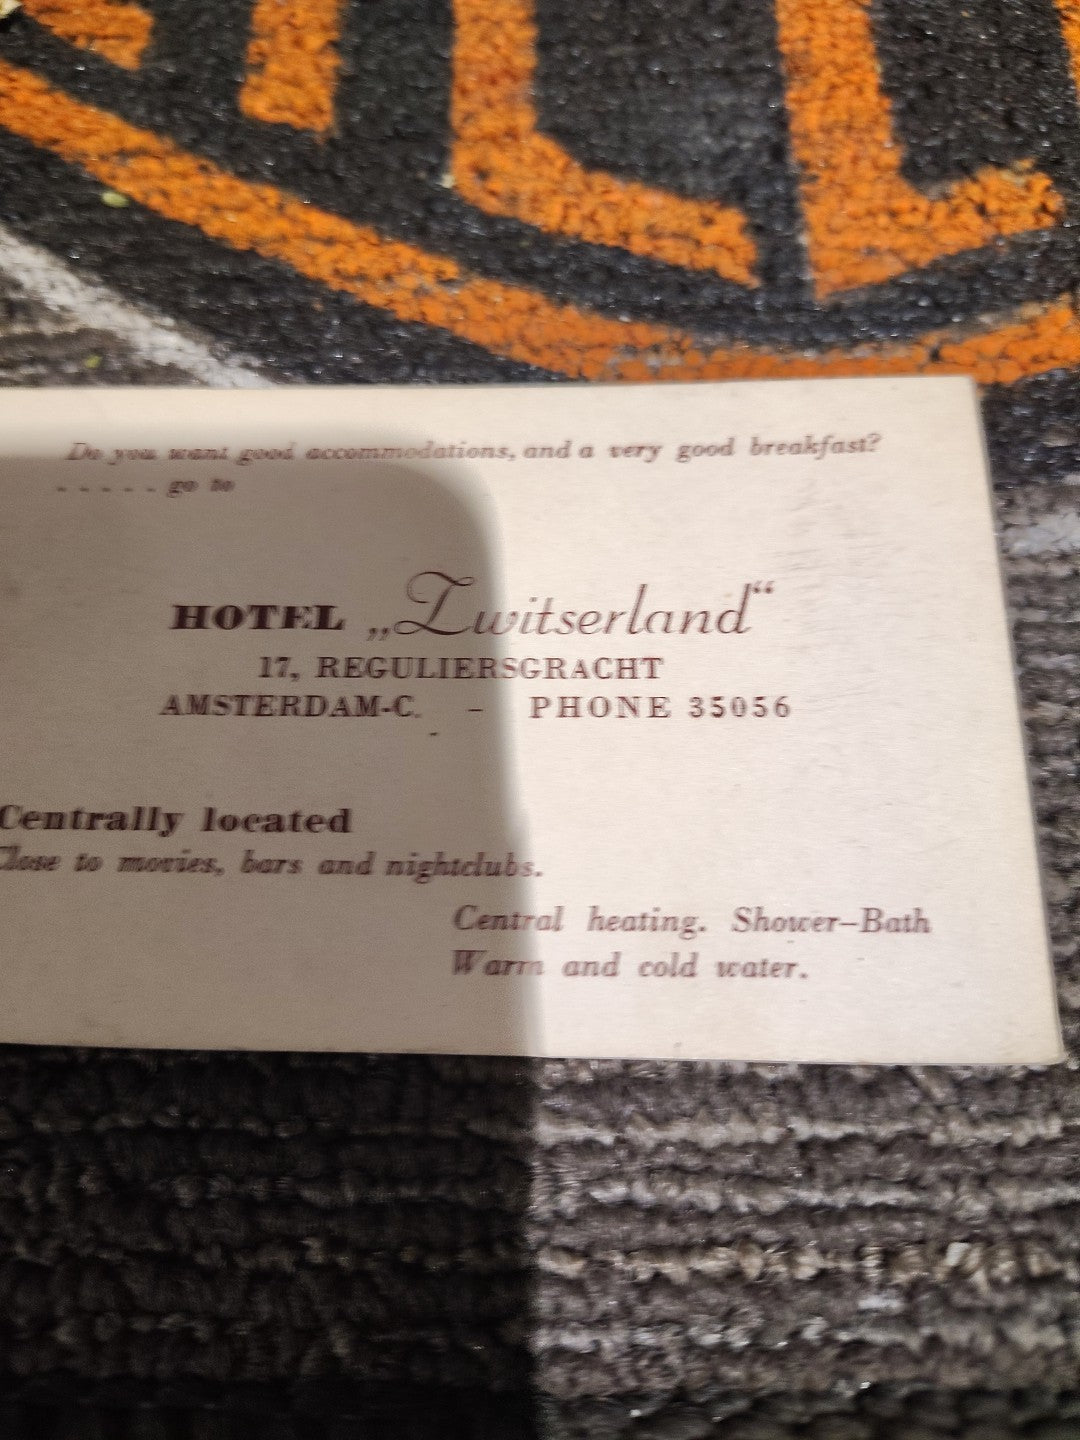 Do you want good accommodations, and a very good breakfast?
. . . . . go to
HOTEL „Zwitserland“
17, REGULIERSGRACHT
AMSTERDAM-C. - PHONE 35056
Centrally located
Close to movies, bars and nightclubs.
Central heating. Shower-Bath
Warm and cold water.